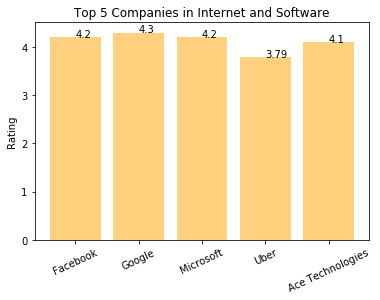 Top 5 Companies in Internet and Software
4.2
4.3
4.2
3.79
4.1
4
3
2
1
0
Rating
Facebook
Google
Microsoft
Uber
Ace Technologies